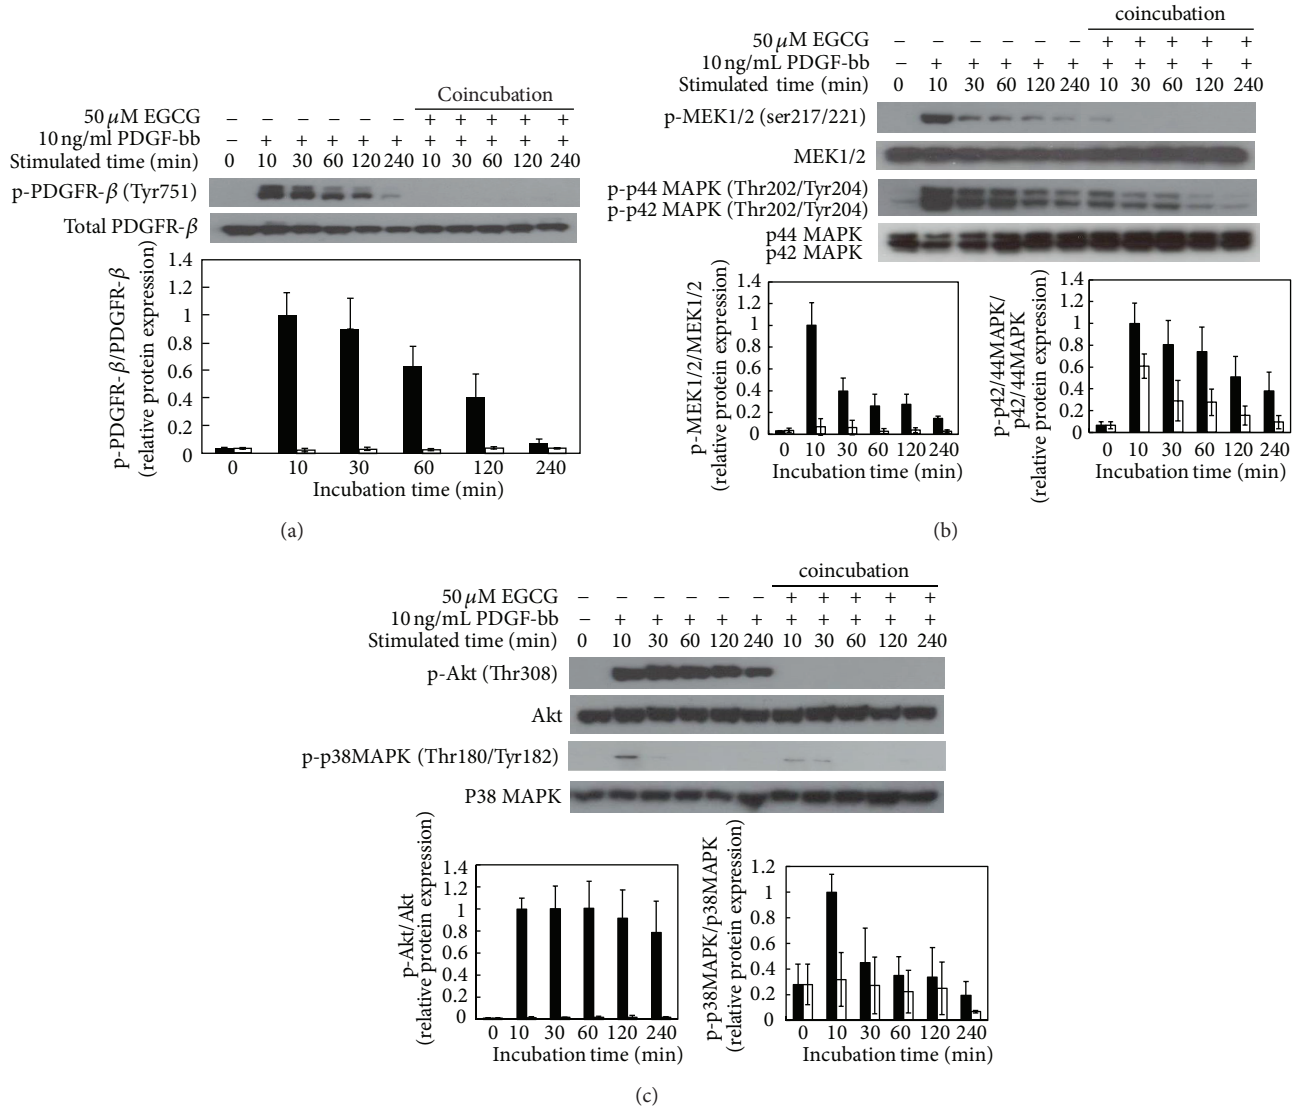 Coincubation
50 μM EGCG − − − − − − + + + + +
10 ng/ml PDGF-bb − + + + + + + + + + +
Stimulated time (min) 0 10 30 60 120 240 10 30 60 120 240
p-PDGFR-β (Tyr751)
Total PDGFR-β
p-PDGFR-β/PDGFR-β
(relative protein expression)
1.4
1.2
1
0.8
0.6
0.4
0.2
0
0 10 30 60 120 240
Incubation time (min)
(a)
coincubation
50 μM EGCG − − − − − − + + + + +
10 ng/mL PDGF-bb − + + + + + + + + + +
Stimulated time (min) 0 10 30 60 120 240 10 30 60 120 240
p-MEK1/2 (ser217/221)
MEK1/2
p-p44 MAPK (Thr202/Tyr204)
p-p42 MAPK (Thr202/Tyr204)
p44 MAPK
p42 MAPK
p-MEK1/2/MEK1/2
(relative protein expression)
1.4
1.2
1
0.8
0.6
0.4
0.2
0
0 10 30 60 120 240
Incubation time (min)
p-p42/44MAPK/
p42/44MAPK
(relative protein expression)
1.4
1.2
1
0.8
0.6
0.4
0.2
0
0 10 30 60 120 240
Incubation time (min)
(b)
coincubation
50 μM EGCG − − − − − − + + + + +
10 ng/mL PDGF-bb − + + + + + + + + + +
Stimulated time (min) 0 10 30 60 120 240 10 30 60 120 240
p-Akt (Thr308)
Akt
p-p38MAPK (Thr180/Tyr182)
P38 MAPK
p-Akt/Akt
(relative protein expression)
1.4
1.2
1
0.8
0.6
0.4
0.2
0
0 10 30 60 120 240
Incubation time (min)
p-p38MAPK/p38MAPK
(relative protein expression)
1.2
1
0.8
0.6
0.4
0.2
0
0 10 30 60 120 240
Incubation time (min)
(c)